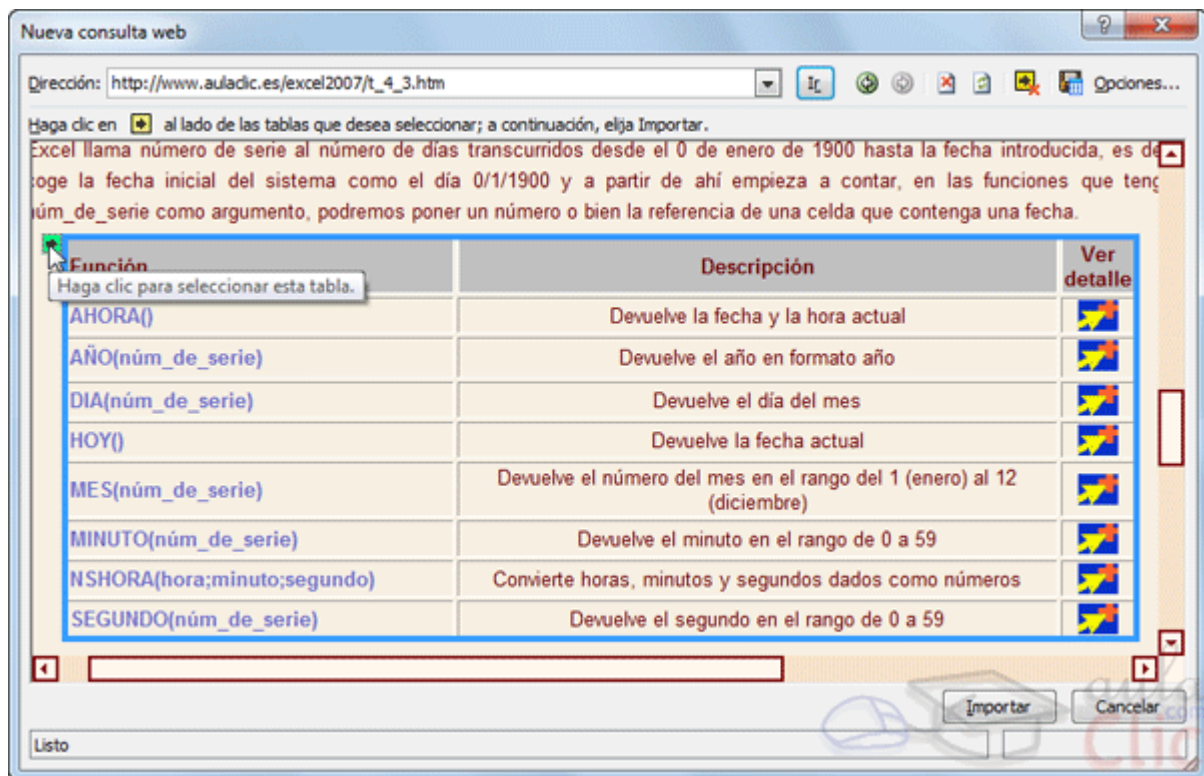 Nueva consulta web
Dirección: http://www.aulaclic.es/excel2007/t_4_3.htm Ir Opciones...
Haga clic en al lado de las tablas que desea seleccionar; a continuación, elija Importar.
Excel llama número de serie al número de días transcurridos desde el 0 de enero de 1900 hasta la fecha introducida, es de
coge la fecha inicial del sistema como el día 0/1/1900 y a partir de ahí empieza a contar, en las funciones que teng
núm_de_serie como argumento, podremos poner un número o bien la referencia de una celda que contenga una fecha.
Función Descripción Ver detalle
Haga clic para seleccionar esta tabla.
AHORA() Devuelve la fecha y la hora actual
AÑO(núm_de_serie) Devuelve el año en formato año
DIA(núm_de_serie) Devuelve el día del mes
HOY() Devuelve la fecha actual
MES(núm_de_serie) Devuelve el número del mes en el rango del 1 (enero) al 12
(diciembre)
MINUTO(núm_de_serie) Devuelve el minuto en el rango de 0 a 59
NSHORA(hora;minuto;segundo) Convierte horas, minutos y segundos dados como números
SEGUNDO(núm_de_serie) Devuelve el segundo en el rango de 0 a 59
Importar Cancelar
Listo
aula
Clic
.com